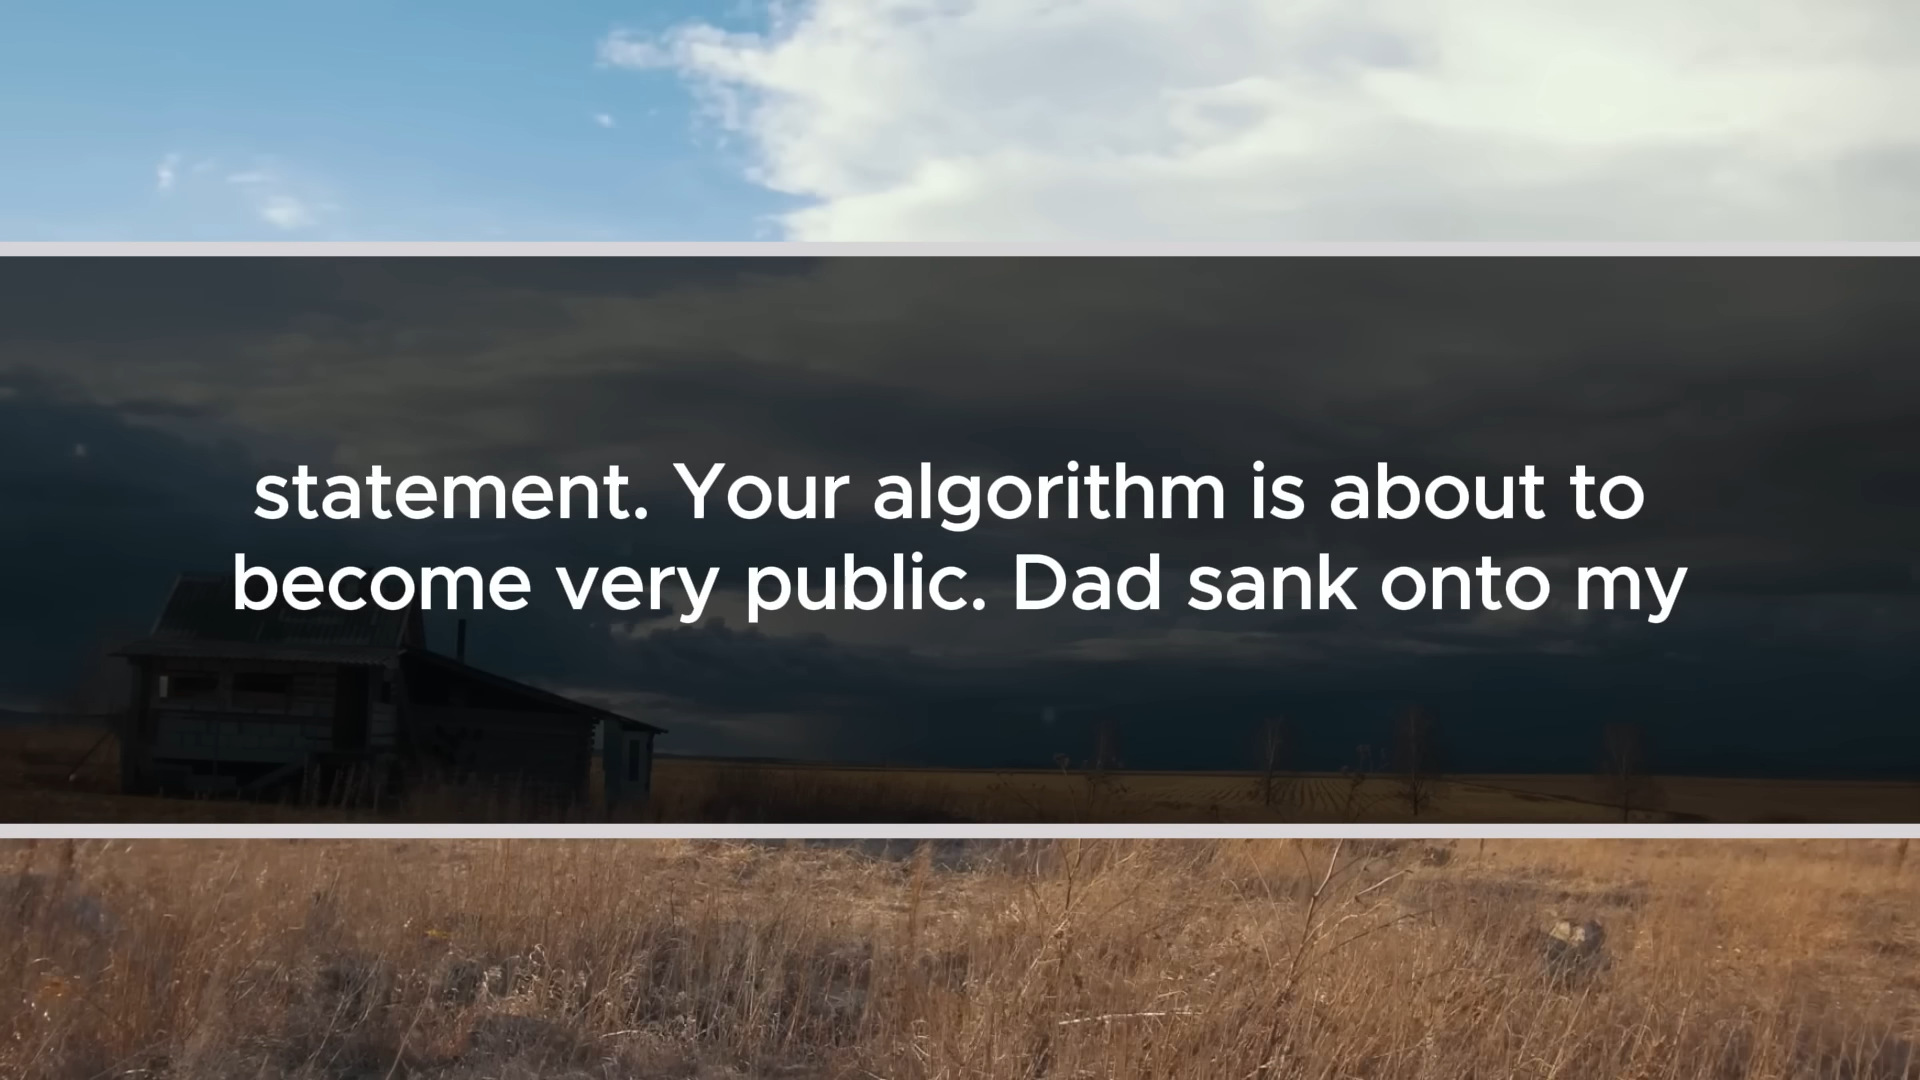 statement. Your algorithm is about to
become very public. Dad sank onto my